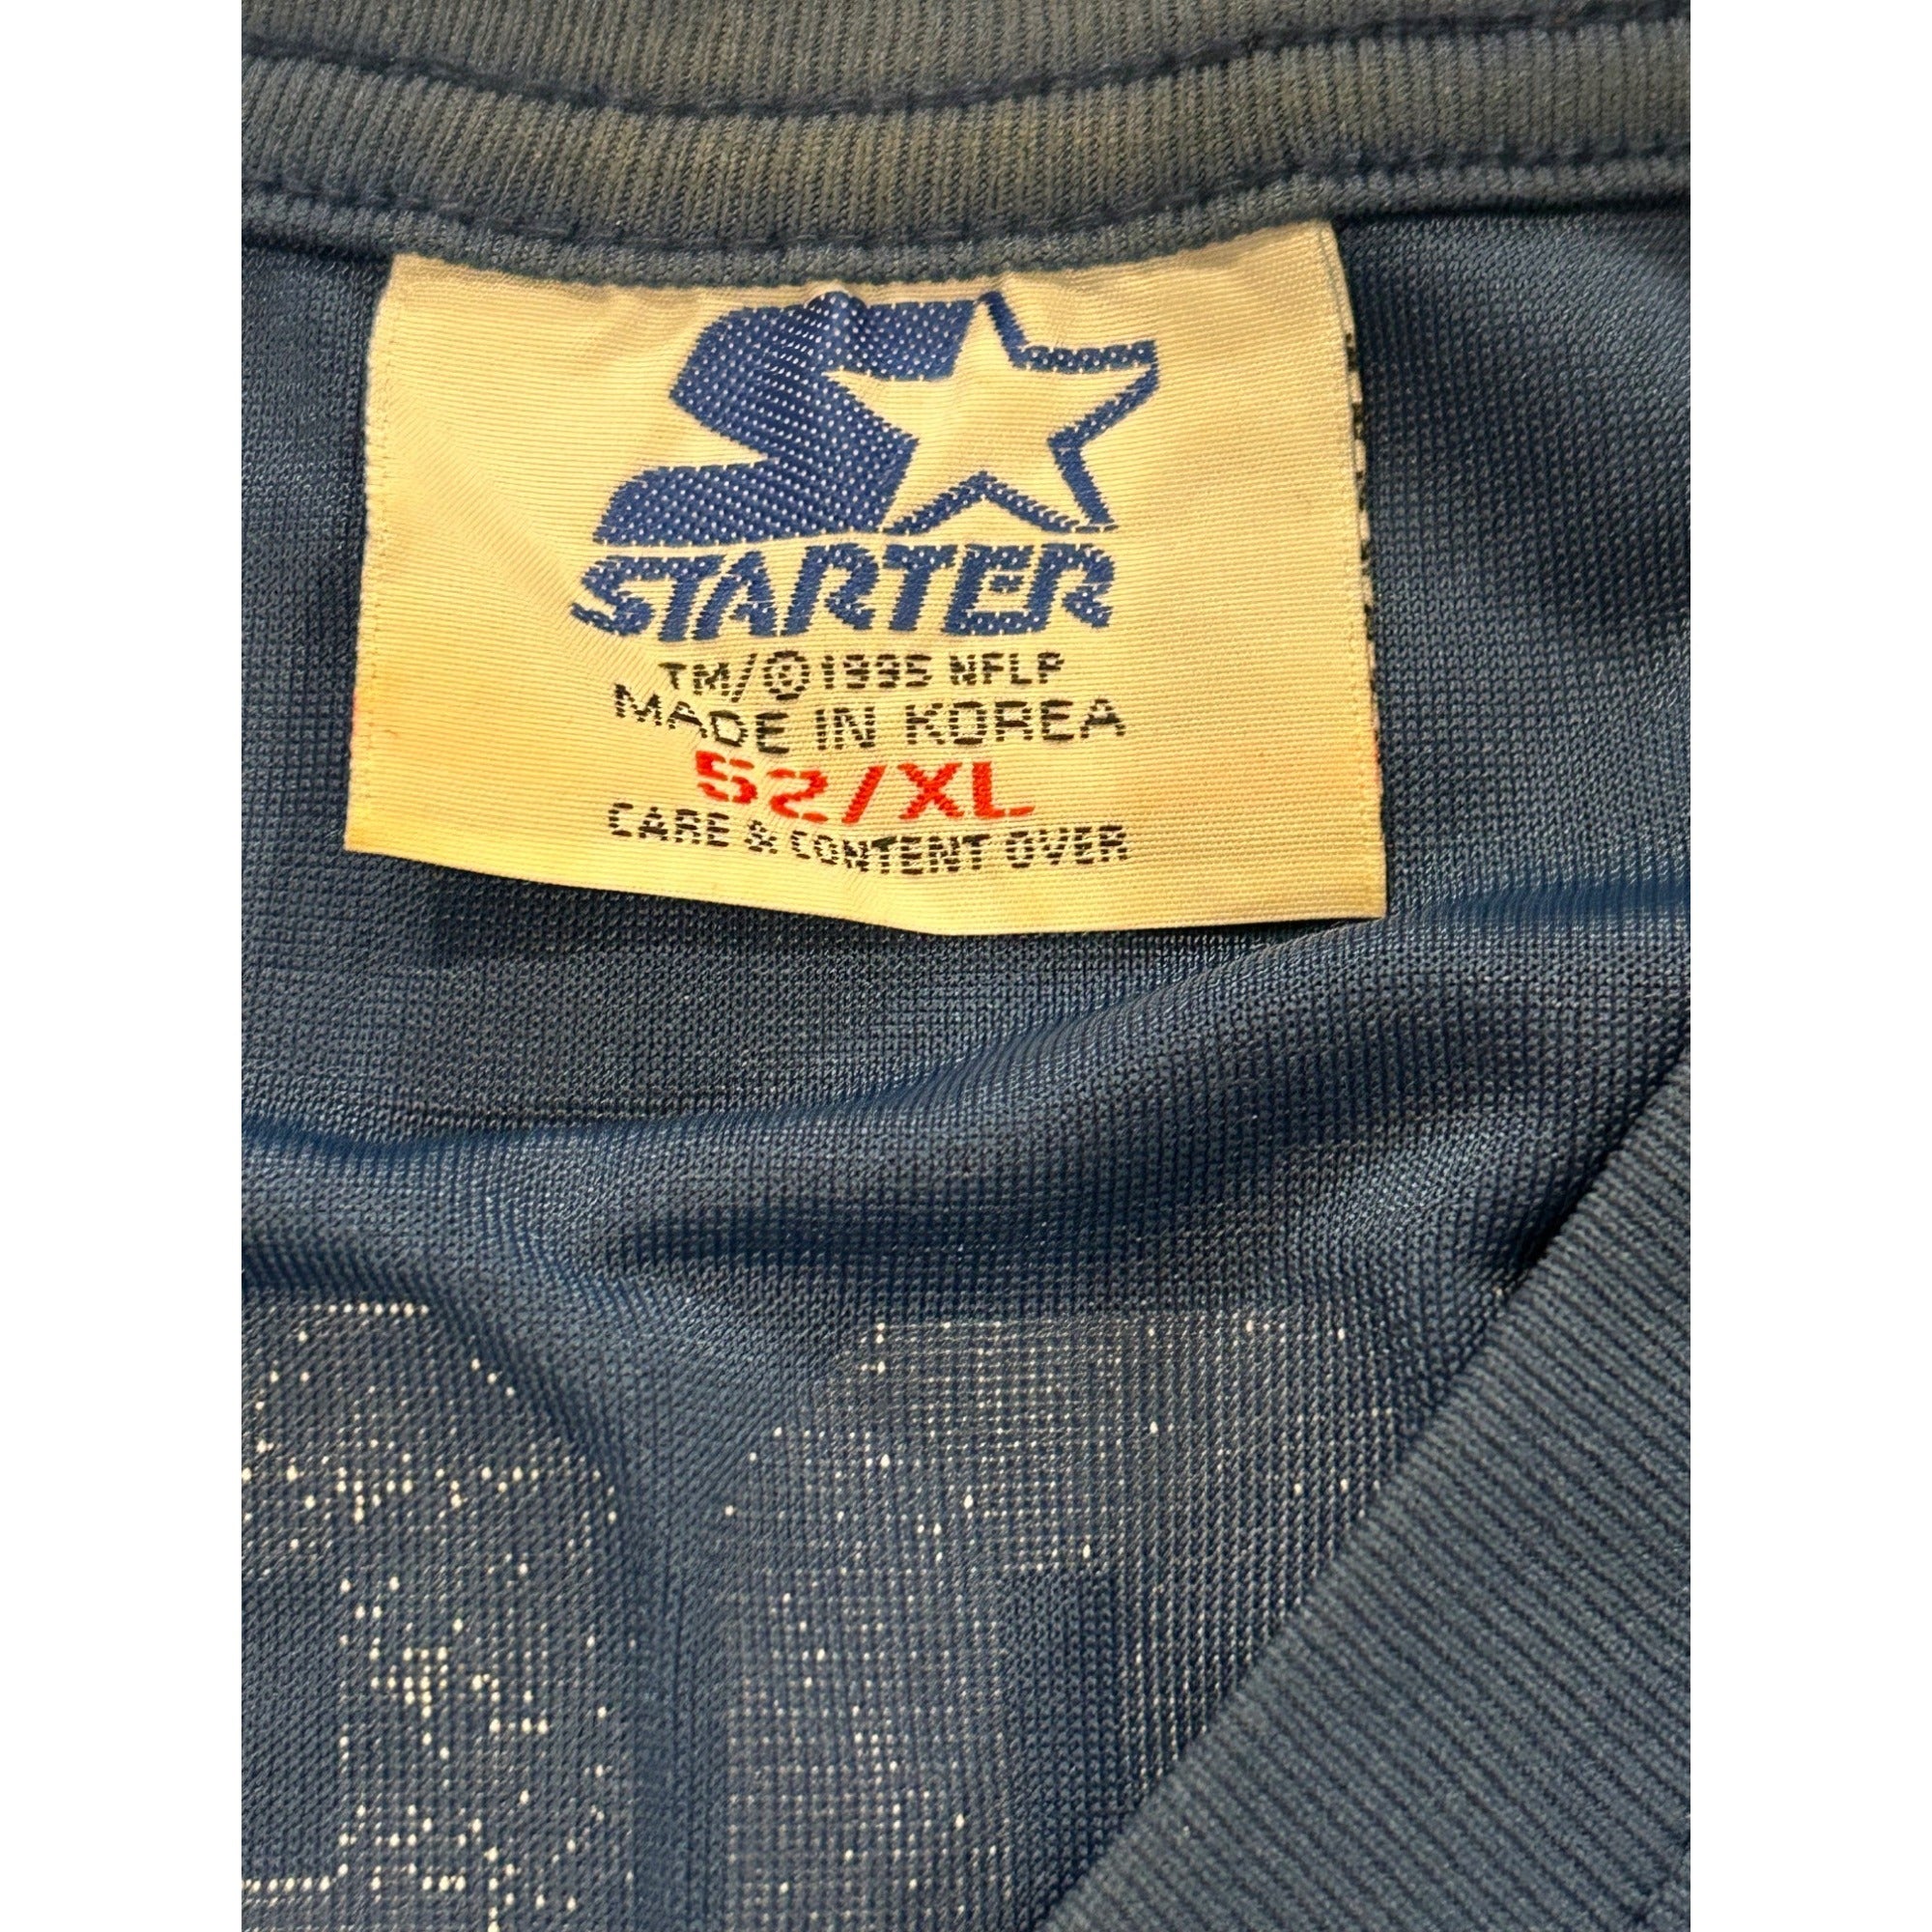 STARTER
TM/©1995 NFLP
MADE IN KOREA
52/XL
CARE & CONTENT OVER